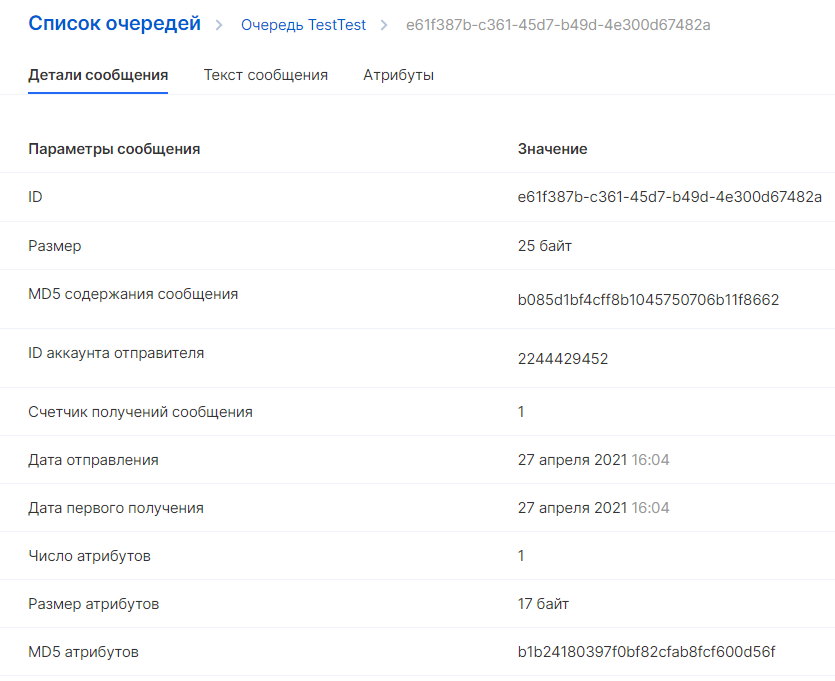 Список очередей > Очередь TestTest > e61f387b-c361-45d7-b49d-4e300d67482a
Детали сообщения Текст сообщения Атрибуты
Параметры сообщения Значение
ID e61f387b-c361-45d7-b49d-4e300d67482a
Размер 25 байт
MD5 содержания сообщения b085d1bf4cff8b1045750706b11f8662
ID аккаунта отправителя 2244429452
Счетчик получений сообщения 1
Дата отправления 27 апреля 2021 16:04
Дата первого получения 27 апреля 2021 16:04
Число атрибутов 1
Размер атрибутов 17 байт
MD5 атрибутов b1b24180397f0bf82cfab8fcf600d56f